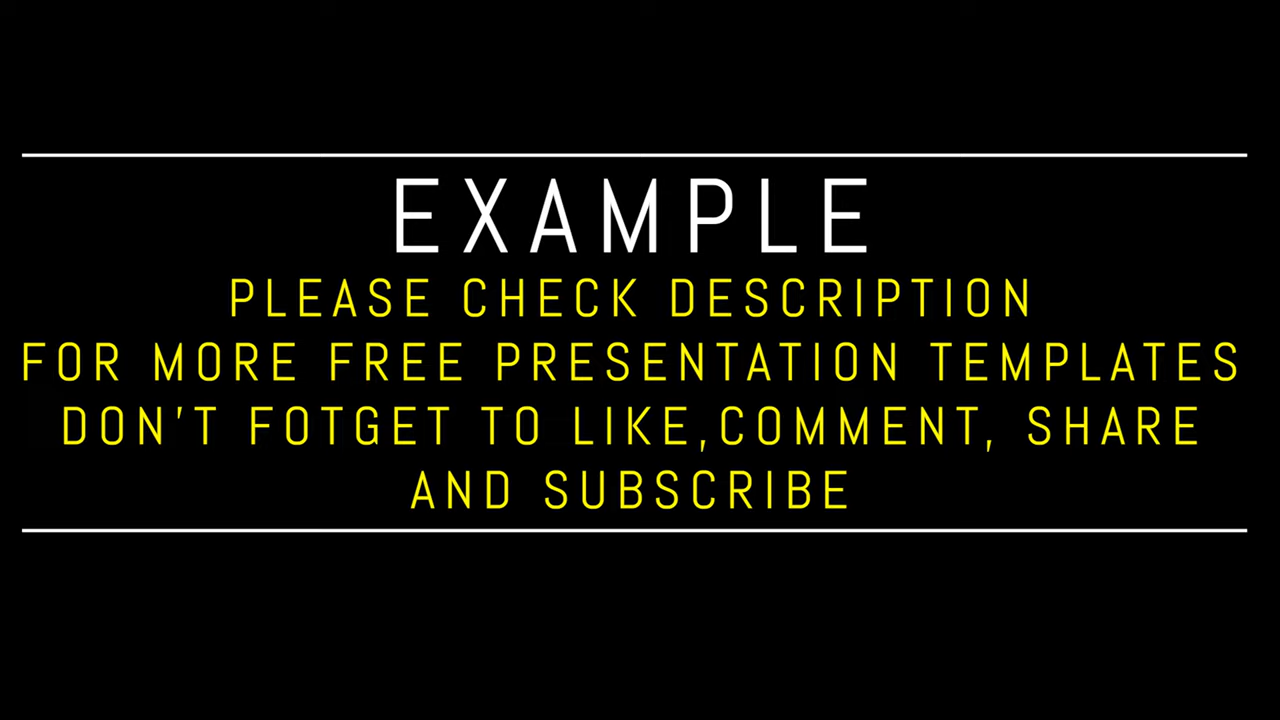 EXAMPLE
PLEASE CHECK DESCRIPTION
FOR MORE FREE PRESENTATION TEMPLATES
DON'T FOTGET TO LIKE,COMMENT, SHARE
AND SUBSCRIBE